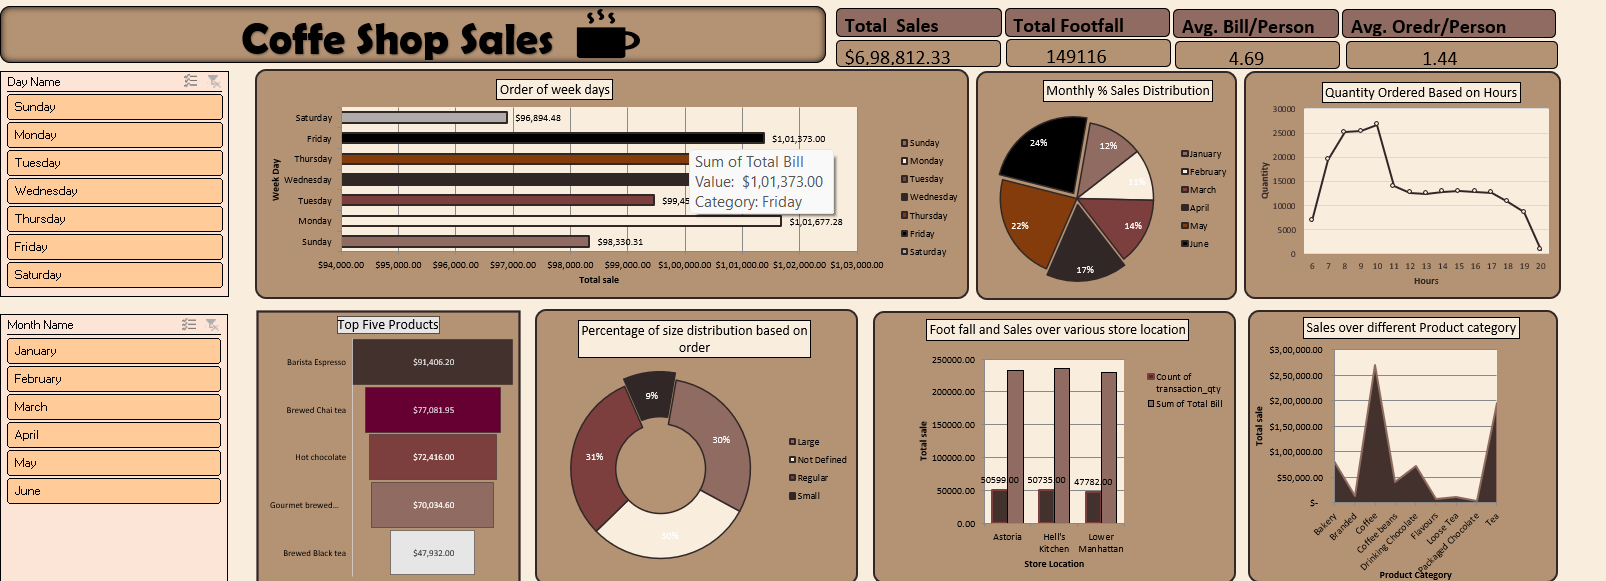 Coffe Shop Sales
Total Sales
Total Footfall
Avg. Bill/Person
Avg. Oredr/Person
$6,98,812.33
149116
4.69
1.44
Day Name
Sunday
Monday
Tuesday
Wednesday
Thursday
Friday
Saturday
Order of week days
Week Day
Saturday
$96,894.48
Friday
$1,01,373.00
Thursday
Wednesday
Tuesday
$99,45
Monday
$1,01,677.28
Sunday
$98,330.31
Sum of Total Bill
Value: $1,01,373.00
Category: Friday
$94,000.00 $95,000.00 $96,000.00 $97,000.00 $98,000.00 $99,000.00 $1,00,000.00 $1,01,000.00 $1,02,000.00 $1,03,000.00
Total sale
Sunday
Monday
Tuesday
Wednesday
Thursday
Friday
Saturday
Monthly % Sales Distribution
24%
12%
11%
14%
17%
22%
January
February
March
April
May
June
Quantity Ordered Based on Hours
Quantity
30000
25000
20000
15000
10000
5000
0
6 7 8 9 10 11 12 13 14 15 16 17 18 19 20
Hours
Month Name
January
February
March
April
May
June
Top Five Products
Barista Espresso
$91,406.20
Brewed Chai tea
$77,081.95
Hot chocolate
$72,416.00
Gourmet brewed...
$70,034.60
Brewed Black tea
$47,932.00
Percentage of size distribution based on
order
9%
30%
31%
30%
Large
Not Defined
Regular
Small
Foot fall and Sales over various store location
Total sale
250000.00
200000.00
150000.00
100000.00
50000.00
0.00
50599.00
50735.00
47782.00
Astoria
Hell's
Kitchen
Lower
Manhattan
Store Location
Count of
transaction_qty
Sum of Total Bill
Sales over different Product category
Total sale
$3,00,000.00
$2,50,000.00
$2,00,000.00
$1,50,000.00
$1,00,000.00
$50,000.00
$-
Bakery
Branded
Coffee
Coffee beans
Drinking Chocolate
Flavours
Loose Tea
Packaged Chocolate
Tea
Product Category